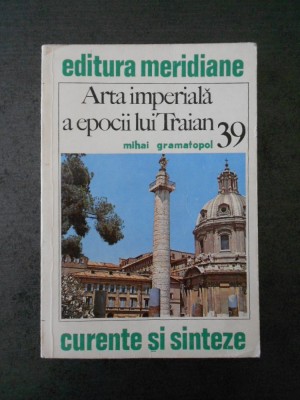 editura meridiane
Arta imperială
a epocii lui Traian 39
mihai gramatopol
curente și sinteze